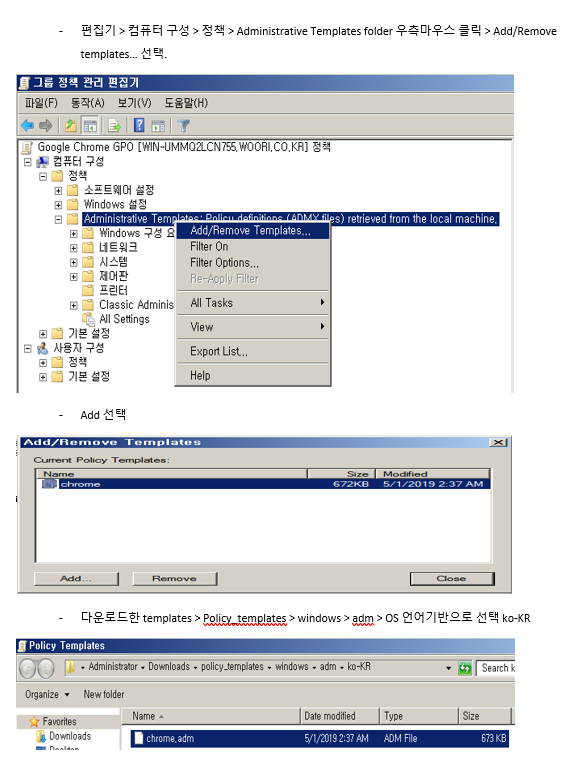 - 편집기 > 컴퓨터 구성 > 정책 > Administrative Templates folder 우측마우스 클릭 > Add/Remove
templates... 선택.
그룹 정책 관리 편집기
파일(F) 동작(A) 보기(V) 도움말(H)
Google Chrome GPO [WIN-UMMQ2LCN755,WOORI,CO,KR] 정책
컴퓨터 구성
정책
소프트웨어 설정
Windows 설정
Administrative Templates: Policy definitions (ADMX files) retrieved from the local machine,
Windows 구성 요
네트워크
시스템
제어판
프린터
Classic Adminis
All Settings
기본 설정
사용자 구성
정책
기본 설정
Add/Remove Templates...
Filter On
Filter Options...
Re-Apply Filter
All Tasks
View
Export List...
Help
- Add 선택
Add/Remove Templates
Current Policy Templates:
Name Size Modified
chrome 672KB 5/1/2019 2:37 AM
Add... Remove Close
- 다운로드한 templates > Policy_templates > windows > adm > OS 언어기반으로 선택 ko-KR
Policy Templates
Administrator Downloads policy_templates windows adm ko-KR Search k
Organize New folder
Favorites Name Date modified Type Size
Downloads chrome,adm 5/1/2019 2:37 AM ADM File 673 KB